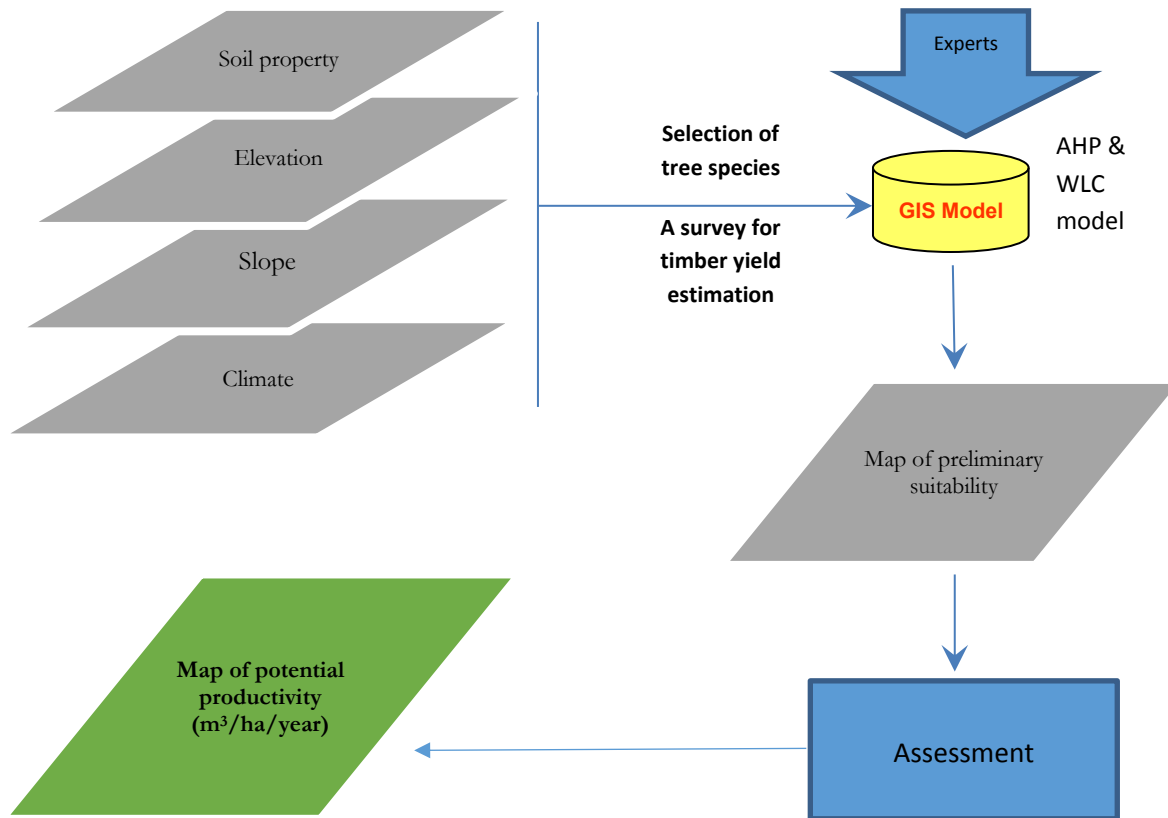 Soil property
Elevation
Slope
Climate
Selection of
tree species
A survey for
timber yield
estimation
Experts
GIS Model
AHP &
WLC
model
Map of preliminary
suitability
Assessment
Map of potential
productivity
(m³/ha/year)